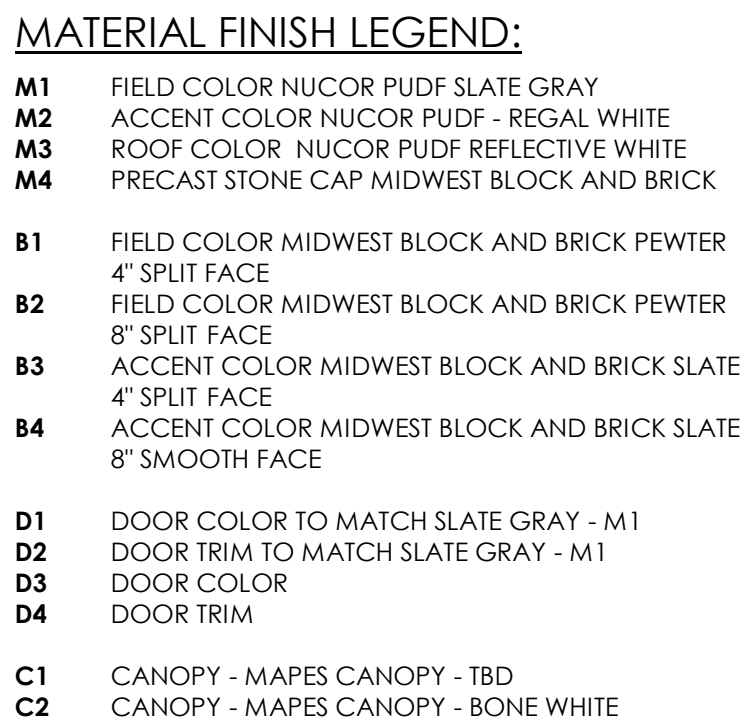 MATERIAL FINISH LEGEND:
M1 FIELD COLOR NUCOR PUDF SLATE GRAY
M2 ACCENT COLOR NUCOR PUDF - REGAL WHITE
M3 ROOF COLOR NUCOR PUDF REFLECTIVE WHITE
M4 PRECAST STONE CAP MIDWEST BLOCK AND BRICK
B1 FIELD COLOR MIDWEST BLOCK AND BRICK PEWTER
4" SPLIT FACE
B2 FIELD COLOR MIDWEST BLOCK AND BRICK PEWTER
8" SPLIT FACE
B3 ACCENT COLOR MIDWEST BLOCK AND BRICK SLATE
4" SPLIT FACE
B4 ACCENT COLOR MIDWEST BLOCK AND BRICK SLATE
8" SMOOTH FACE
D1 DOOR COLOR TO MATCH SLATE GRAY - M1
D2 DOOR TRIM TO MATCH SLATE GRAY - M1
D3 DOOR COLOR
D4 DOOR TRIM
C1 CANOPY - MAPES CANOPY - TBD
C2 CANOPY - MAPES CANOPY - BONE WHITE